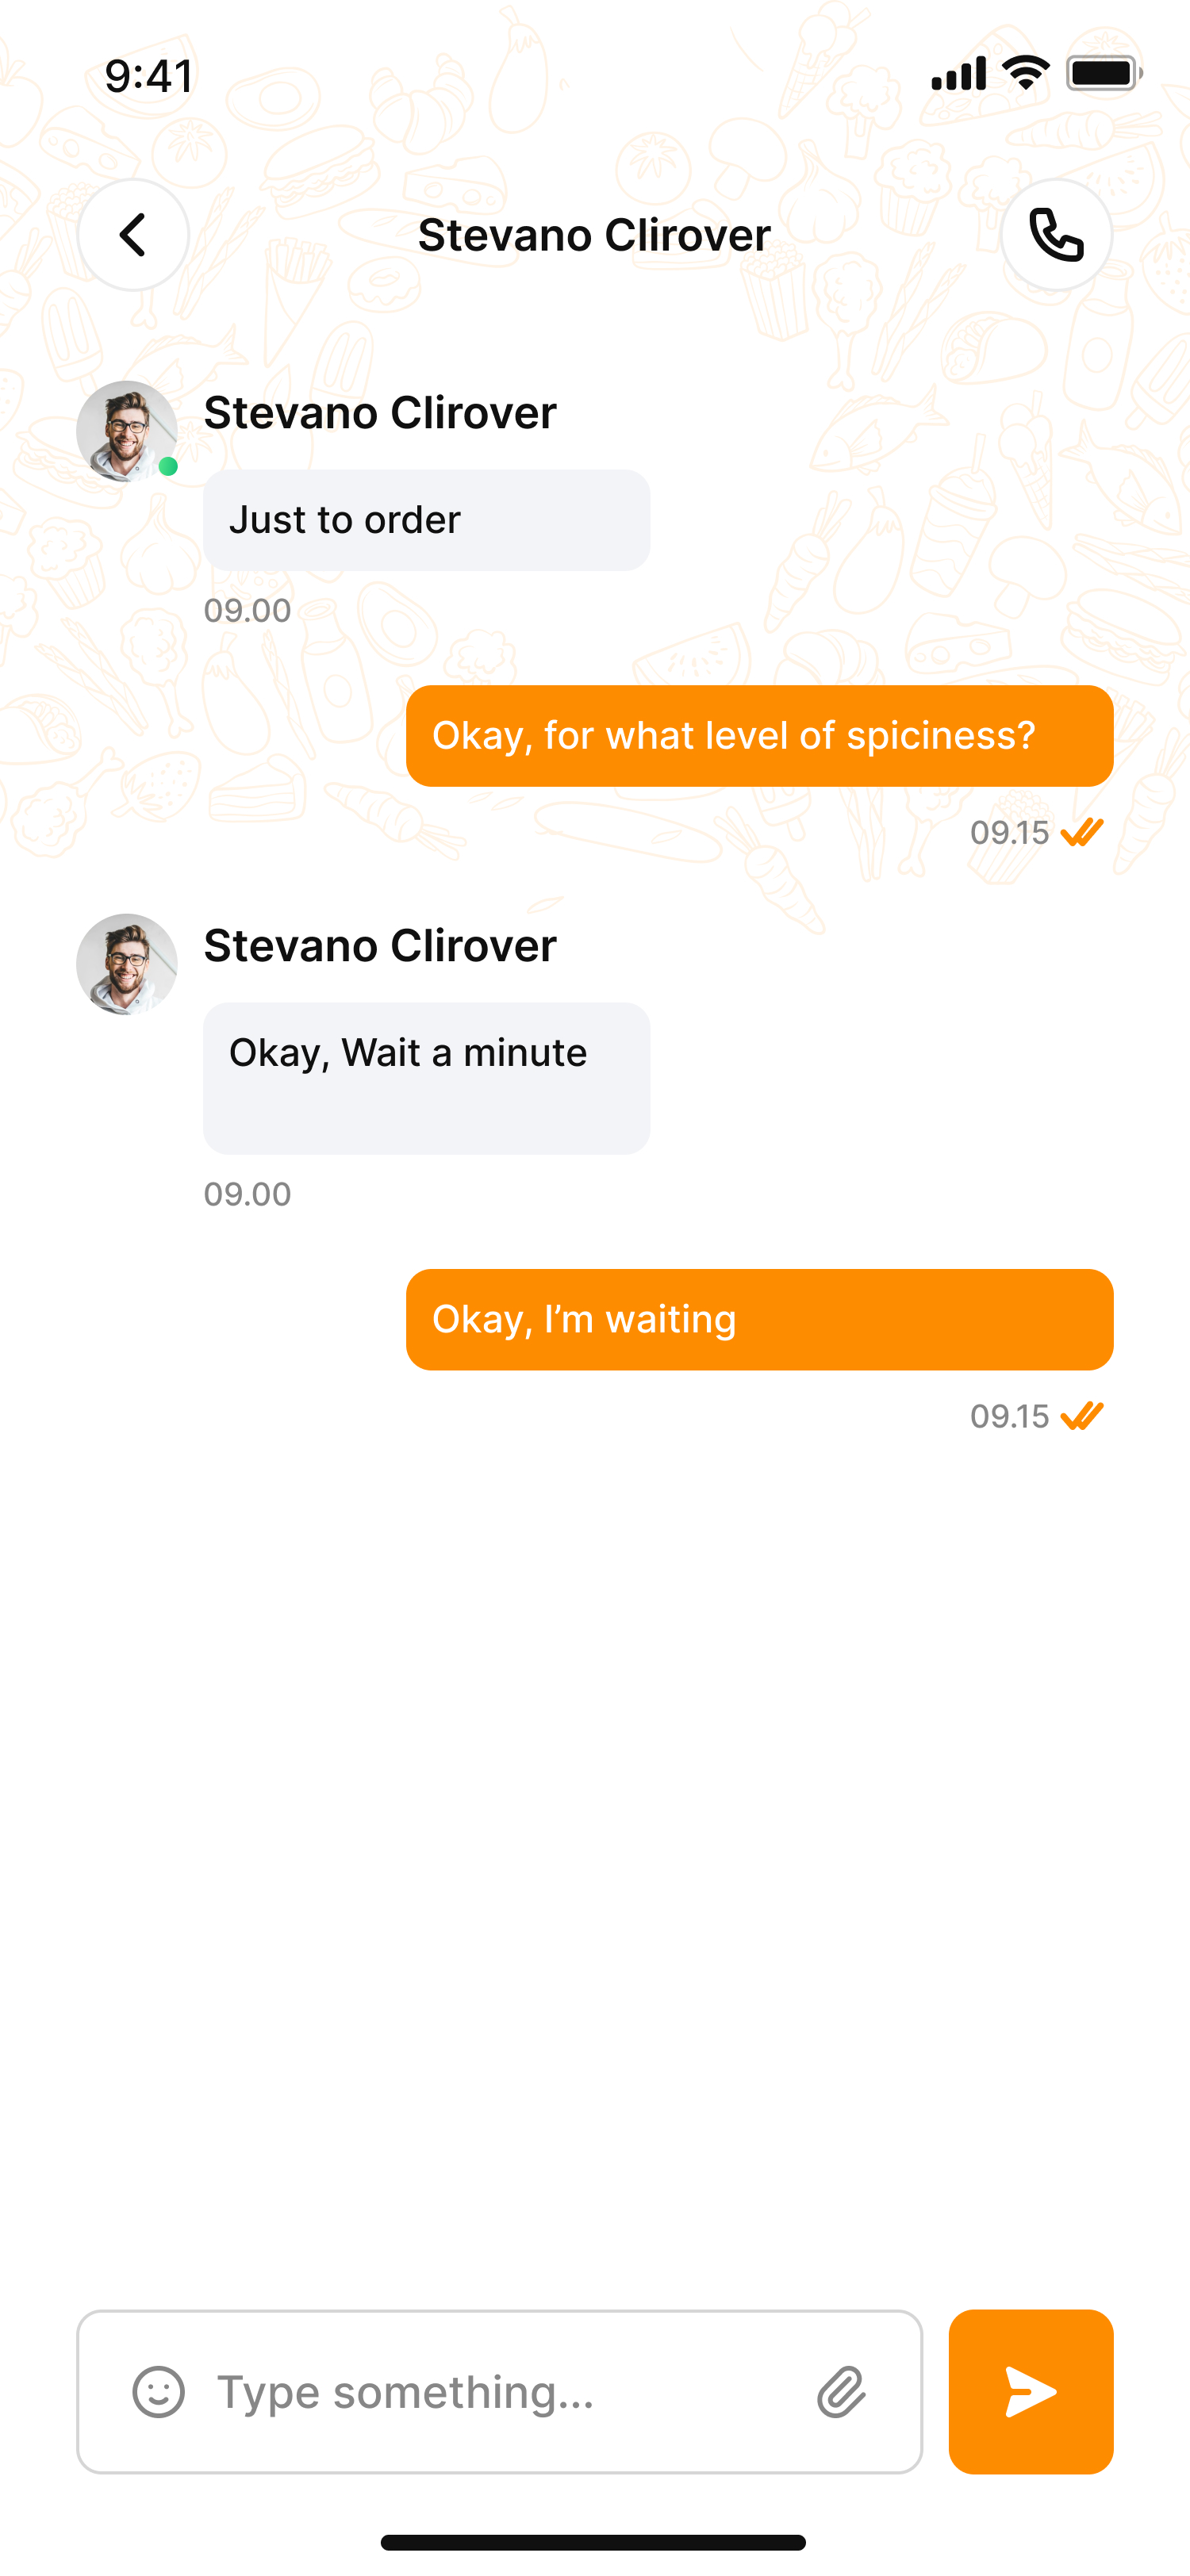 9:41
Stevano Clirover
Stevano Clirover
Just to order
09.00
Okay, for what level of spiciness?
09.15
Stevano Clirover
Okay, Wait a minute
09.00
Okay, I’m waiting
09.15
Type something...